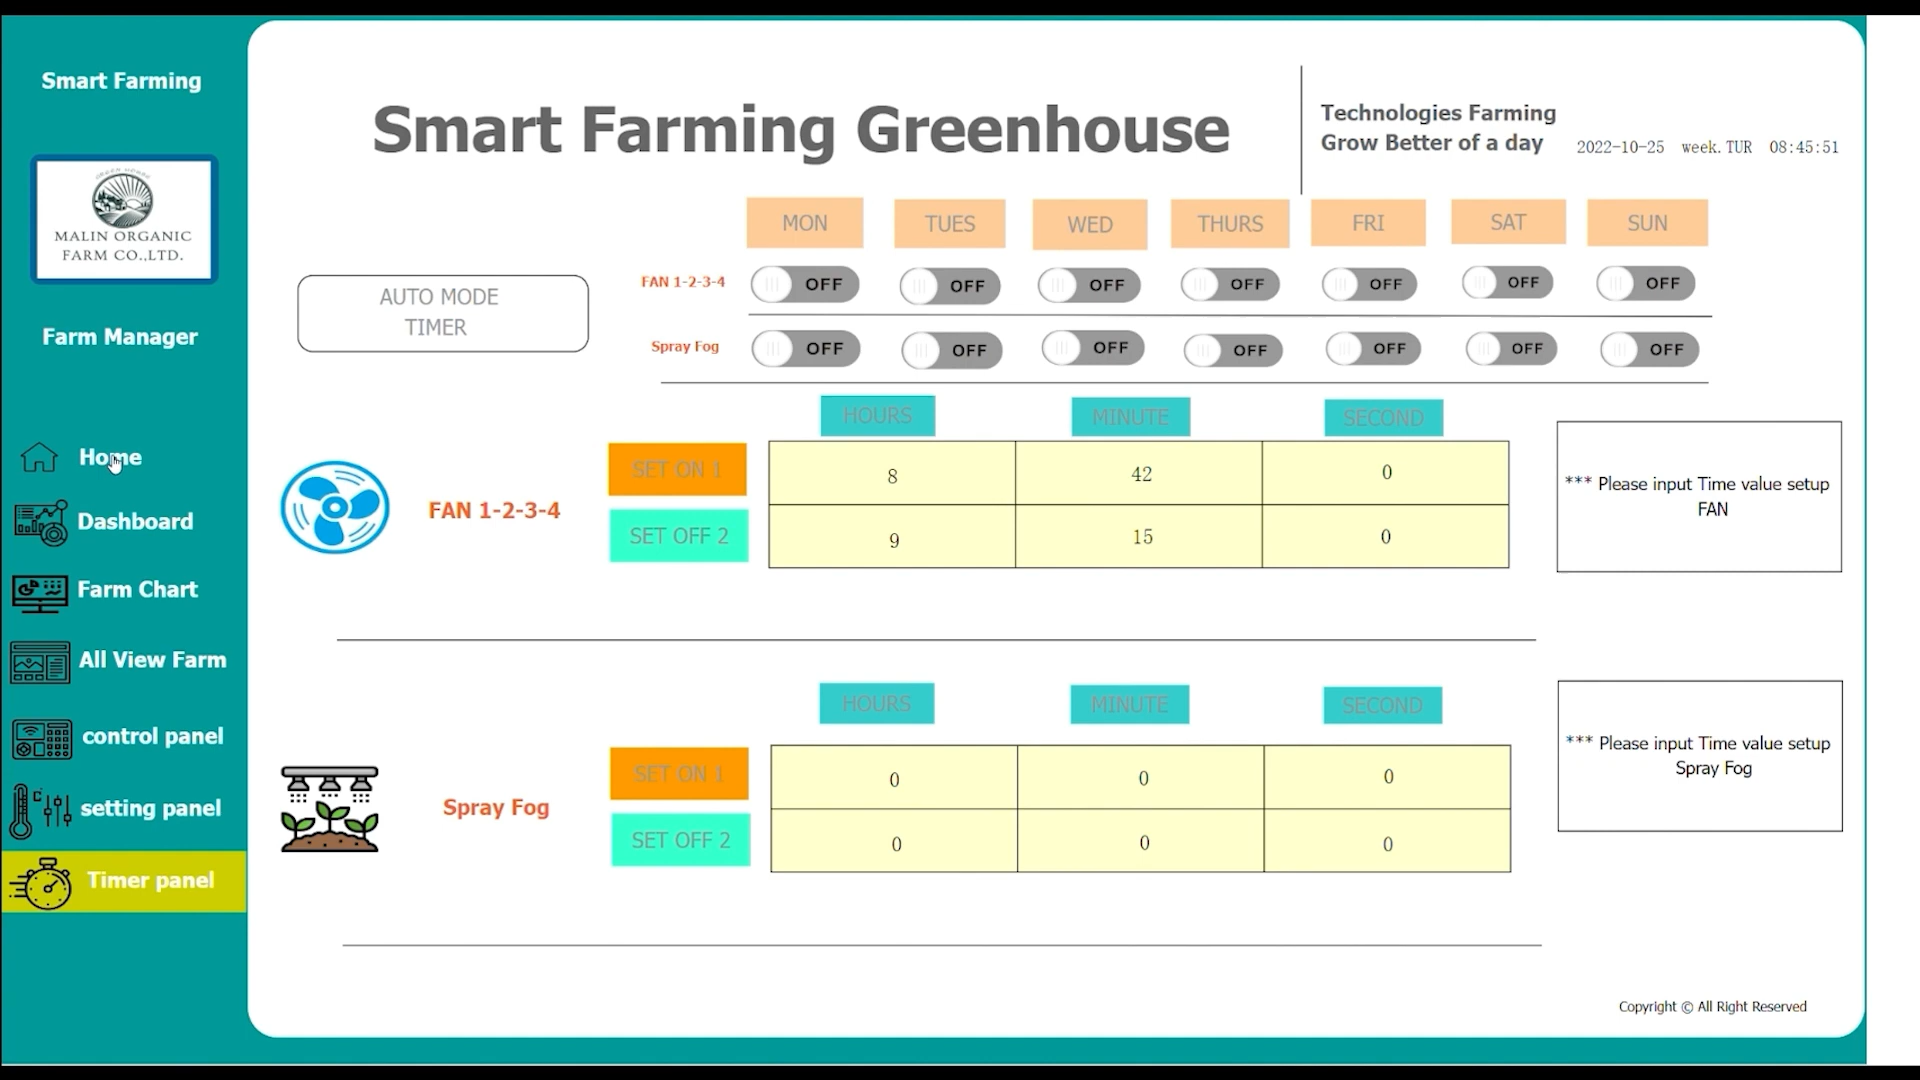 Smart Farming
GREEN HOUSE
MALIN ORGANIC
FARM CO.,LTD.
Farm Manager
Home
Dashboard
Farm Chart
All View Farm
control panel
setting panel
Timer panel
Smart Farming Greenhouse
Technologies Farming
Grow Better of a day
2022-10-25 week.TUR 08:45:51
MON TUES WED THURS FRI SAT SUN
AUTO MODE
TIMER
FAN 1-2-3-4 OFF OFF OFF OFF OFF OFF OFF
Spray Fog OFF OFF OFF OFF OFF OFF OFF
HOURS MINUTE SECOND
FAN 1-2-3-4
SET ON 1 8 42 0
SET OFF 2 9 15 0
*** Please input Time value setup
FAN
HOURS MINUTE SECOND
Spray Fog
SET ON 1 0 0 0
SET OFF 2 0 0 0
*** Please input Time value setup
Spray Fog
Copyright © All Right Reserved